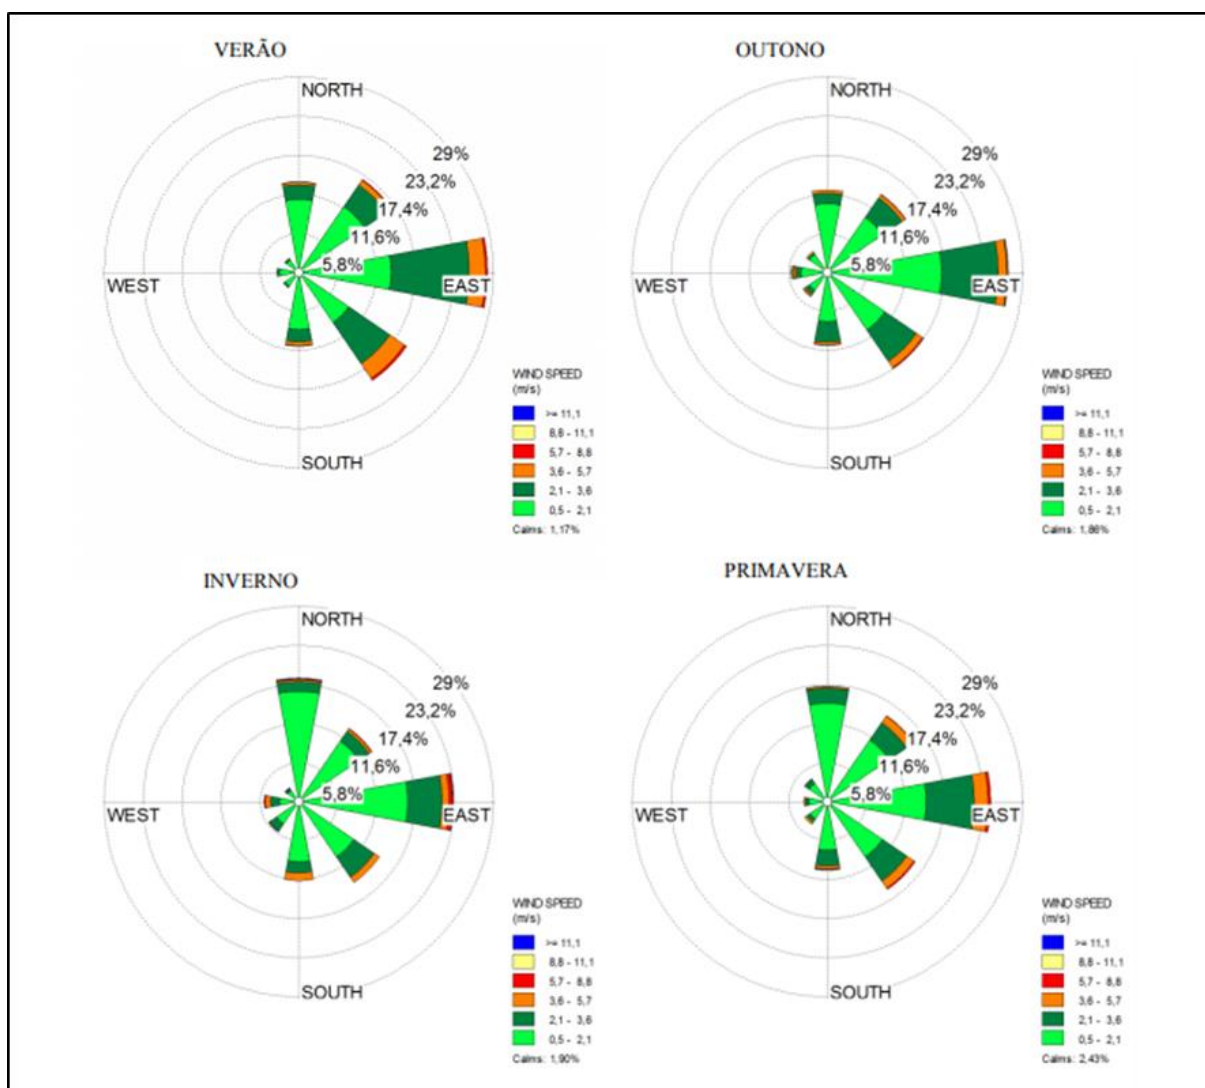 VERÃO
NORTH
29%
23,2%
17,4%
11,6%
5,8%
WEST
EAST
SOUTH
WIND SPEED
(m/s)
>= 11,1
8,8 - 11,1
5,7 - 8,8
3,6 - 5,7
2,1 - 3,6
0,5 - 2,1
Calms: 1,17%
OUTONO
NORTH
29%
23,2%
17,4%
11,6%
5,8%
WEST
EAST
SOUTH
WIND SPEED
(m/s)
>= 11,1
8,8 - 11,1
5,7 - 8,8
3,6 - 5,7
2,1 - 3,6
0,5 - 2,1
Calms: 1,86%
INVERNO
NORTH
29%
23,2%
17,4%
11,6%
5,8%
WEST
EAST
SOUTH
WIND SPEED
(m/s)
>= 11,1
8,8 - 11,1
5,7 - 8,8
3,6 - 5,7
2,1 - 3,6
0,5 - 2,1
Calms: 1,90%
PRIMAVERA
NORTH
29%
23,2%
17,4%
11,6%
5,8%
WEST
EAST
SOUTH
WIND SPEED
(m/s)
>= 11,1
8,8 - 11,1
5,7 - 8,8
3,6 - 5,7
2,1 - 3,6
0,5 - 2,1
Calms: 2,43%